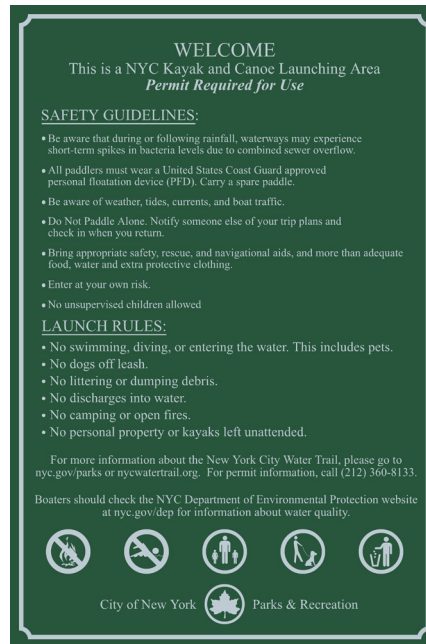 WELCOME
This is a NYC Kayak and Canoe Launching Area
Permit Required for Use
SAFETY GUIDELINES:
• Be aware that during or following rainfall, waterways may experience
short-term spikes in bacteria levels due to combined sewer overflow.
• All paddlers must wear a United States Coast Guard approved
personal floatation device (PFD). Carry a spare paddle.
• Be aware of weather, tides, currents, and boat traffic.
• Do Not Paddle Alone. Notify someone else of your trip plans and
check in when you return.
• Bring appropriate safety, rescue, and navigational aids, and more than adequate
food, water and extra protective clothing.
• Enter at your own risk.
• No unsupervised children allowed
LAUNCH RULES:
• No swimming, diving, or entering the water. This includes pets.
• No dogs off leash.
• No littering or dumping debris.
• No discharges into water.
• No camping or open fires.
• No personal property or kayaks left unattended.
For more information about the New York City Water Trail, please go to
nyc.gov/parks or nycwatertrail.org. For permit information, call (212) 360-8133.
Boaters should check the NYC Department of Environmental Protection website
at nyc.gov/dep for information about water quality.
City of New York Parks & Recreation